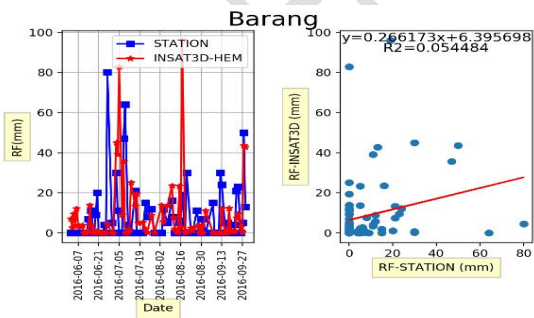 Barang
STATION
INSAT3D-HEM
RF(mm)
100
80
60
40
20
0
2016-06-07
2016-06-21
2016-07-05
2016-07-19
2016-08-02
2016-08-16
2016-08-30
2016-09-13
2016-09-27
Date
y=0.266173x+6.395698
R2=0.054484
RF-INSAT3D (mm)
100
80
60
40
20
0
0 20 40 60 80
RF-STATION (mm)